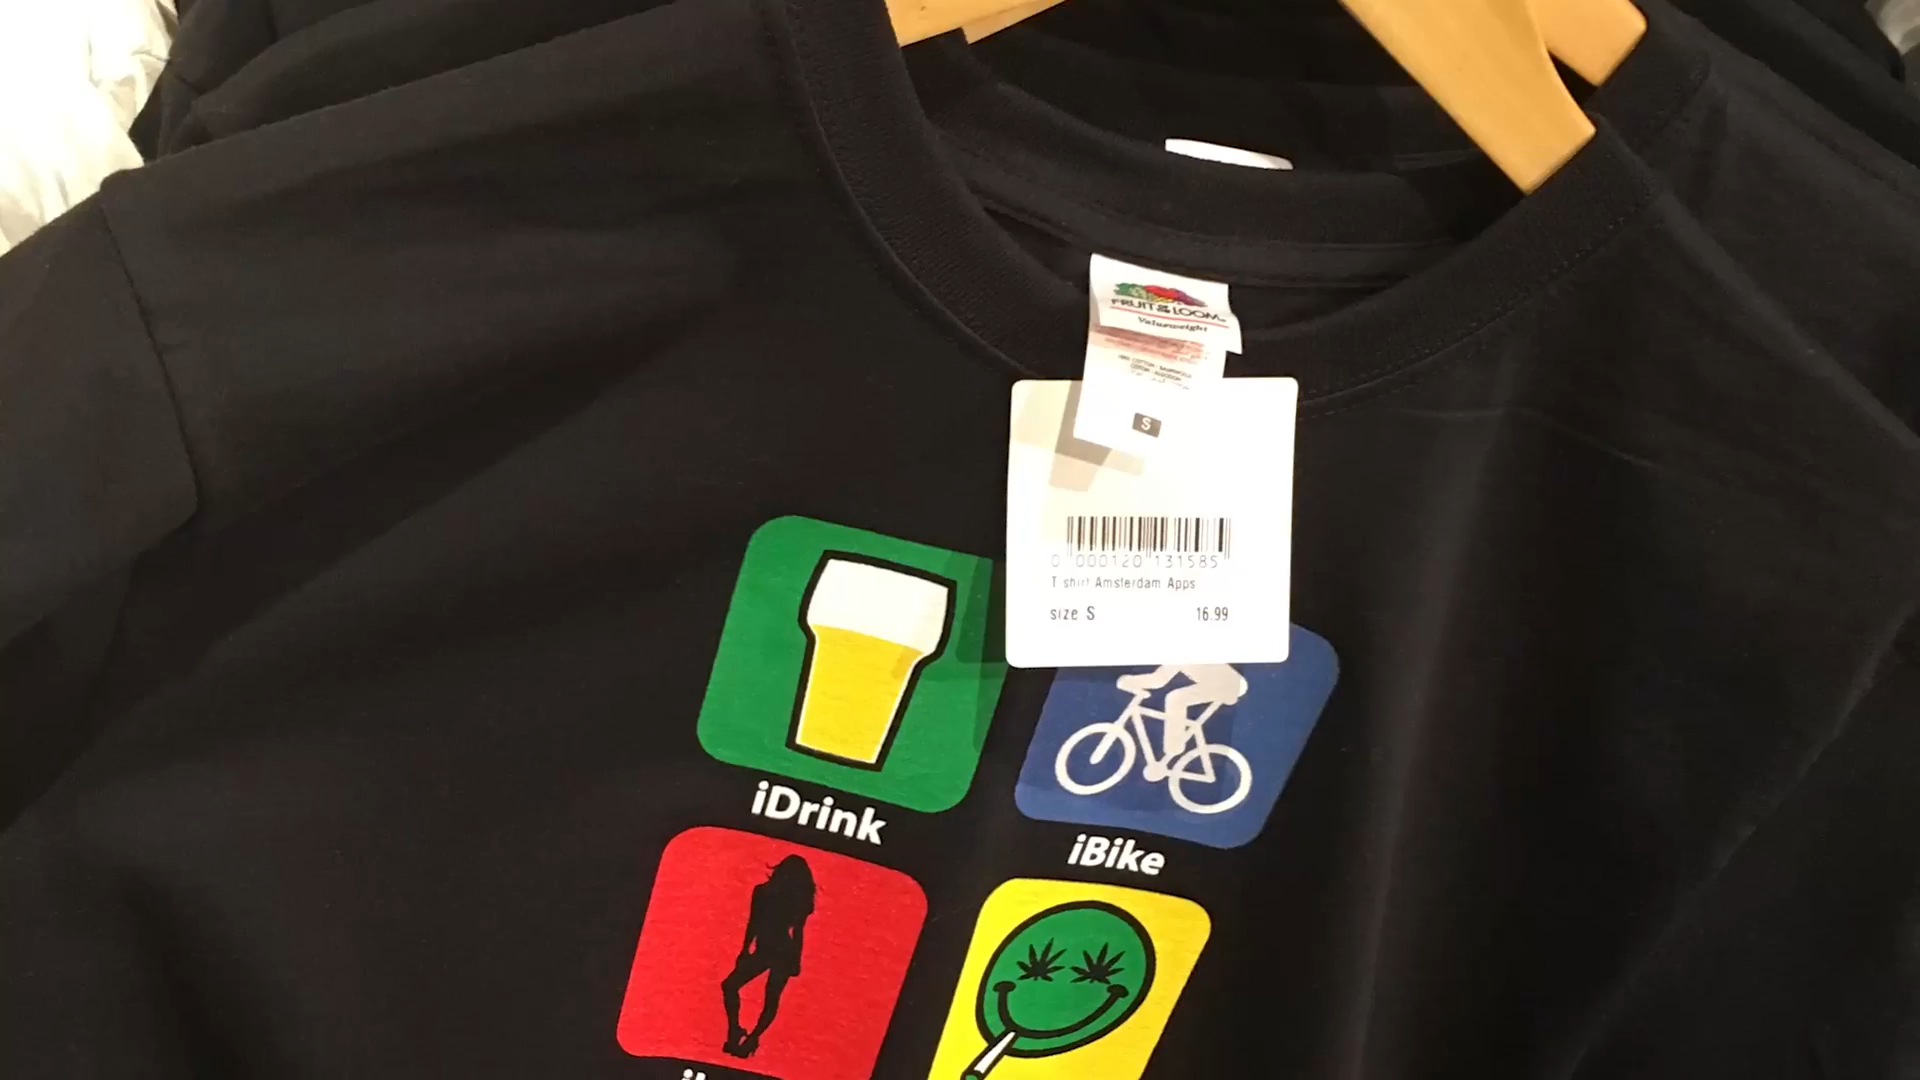 FRUIT OF THE LOOM
Valueweight
S
0 000120 131585
T shirt Amsterdam Apps
size S 16.99
iDrink
iBike